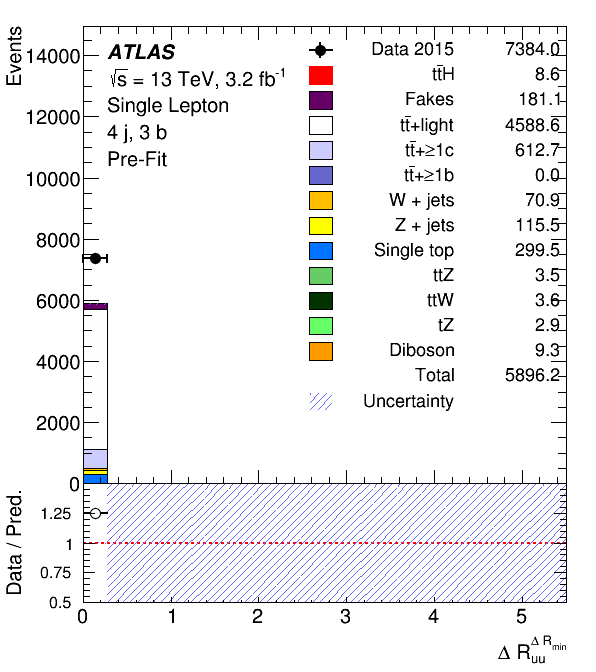 Events
14000
12000
10000
8000
6000
4000
2000
0
ATLAS
√s = 13 TeV, 3.2 fb⁻¹
Single Lepton
4 j, 3 b
Pre-Fit
Data 2015 7384.0
tt̄H 8.6
Fakes 181.1
tt̄+light 4588.6
tt̄+≥1c 612.7
tt̄+≥1b 0.0
W + jets 70.9
Z + jets 115.5
Single top 299.5
ttZ 3.5
ttW 3.6
tZ 2.9
Diboson 9.3
Total 5896.2
Uncertainty
Data / Pred.
1.25
1
0.75
0.5
0 1 2 3 4 5
Δ R_uu^Δ R_min